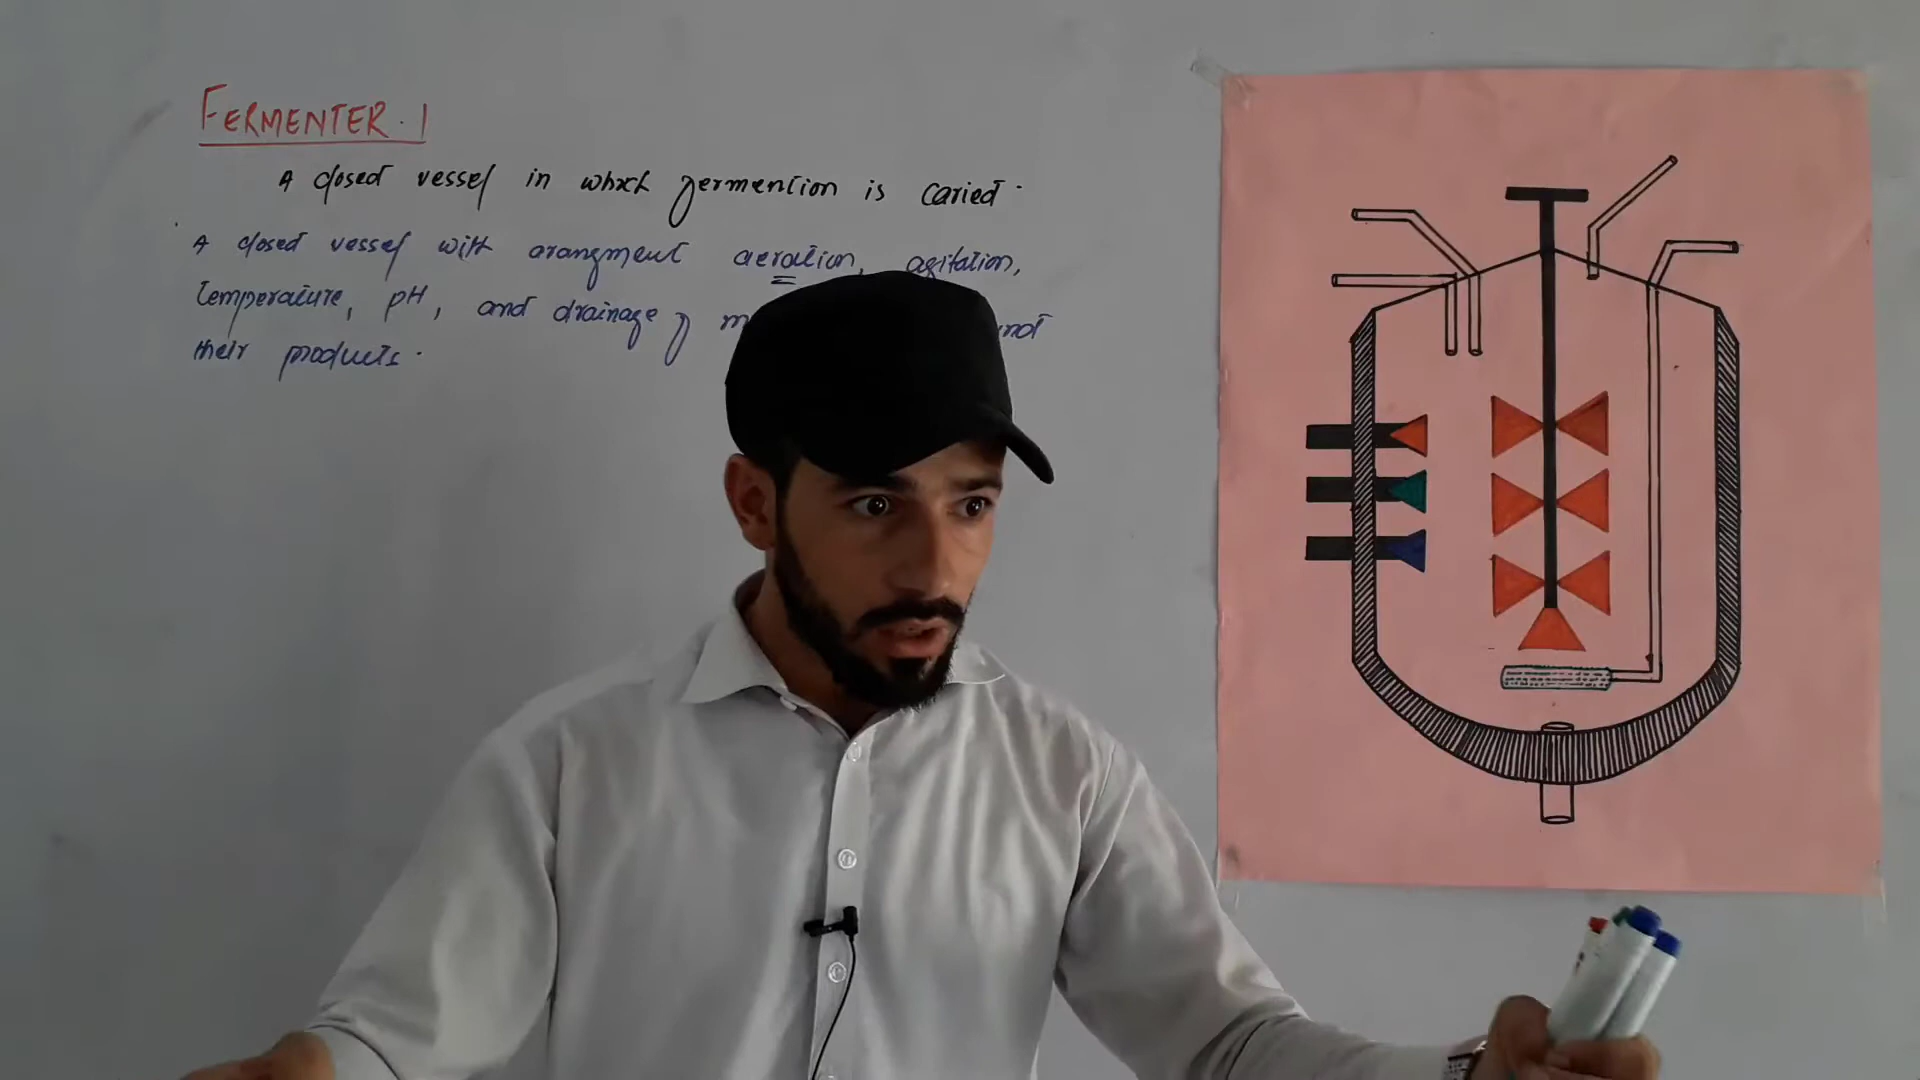 FERMENTER. 1
A closed vessel in which fermention is caried.
A closed vessel with arangment aeration, agitation,
Temperature, pH, and drainage of
their products.